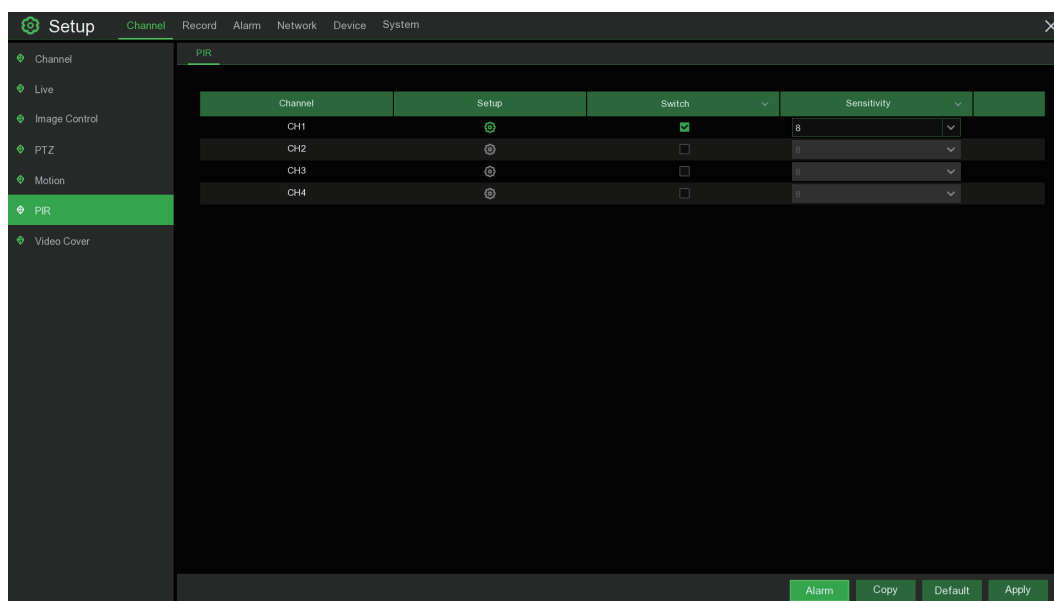 Setup Channel Record Alarm Network Device System
Channel
Live
Image Control
PTZ
Motion
PIR
Video Cover
PIR
Channel Setup Switch Sensitivity
CH1 8
CH2 8
CH3 8
CH4 8
Alarm Copy Default Apply